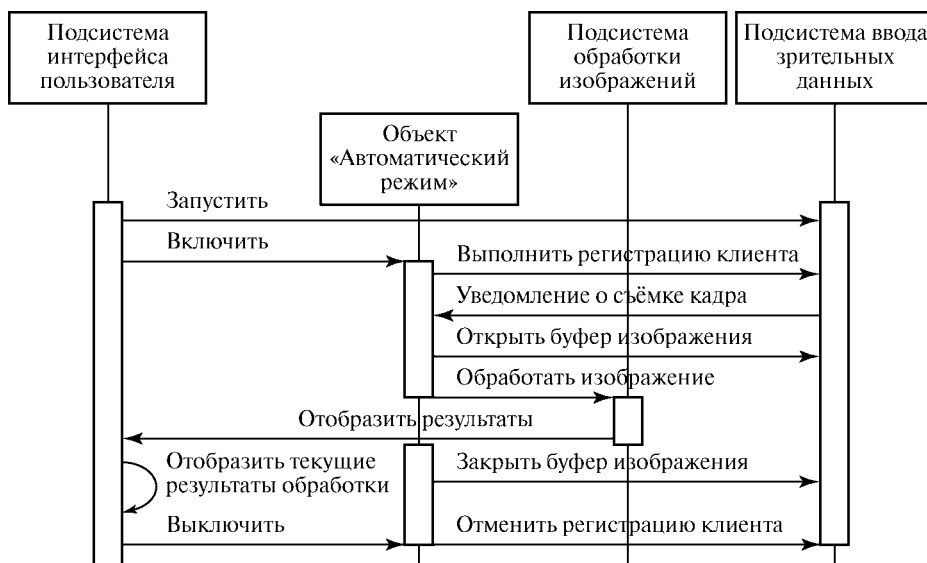 Подсистема
интерфейса
пользователя
Подсистема
обработки
изображений
Подсистема ввода
зрительных
данных
Объект
«Автоматический
режим»
Запустить
Включить
Выполнить регистрацию клиента
Уведомление о съёмке кадра
Открыть буфер изображения
Обработать изображение
Отобразить результаты
Отобразить текущие
результаты обработки
Закрыть буфер изображения
Выключить
Отменить регистрацию клиента